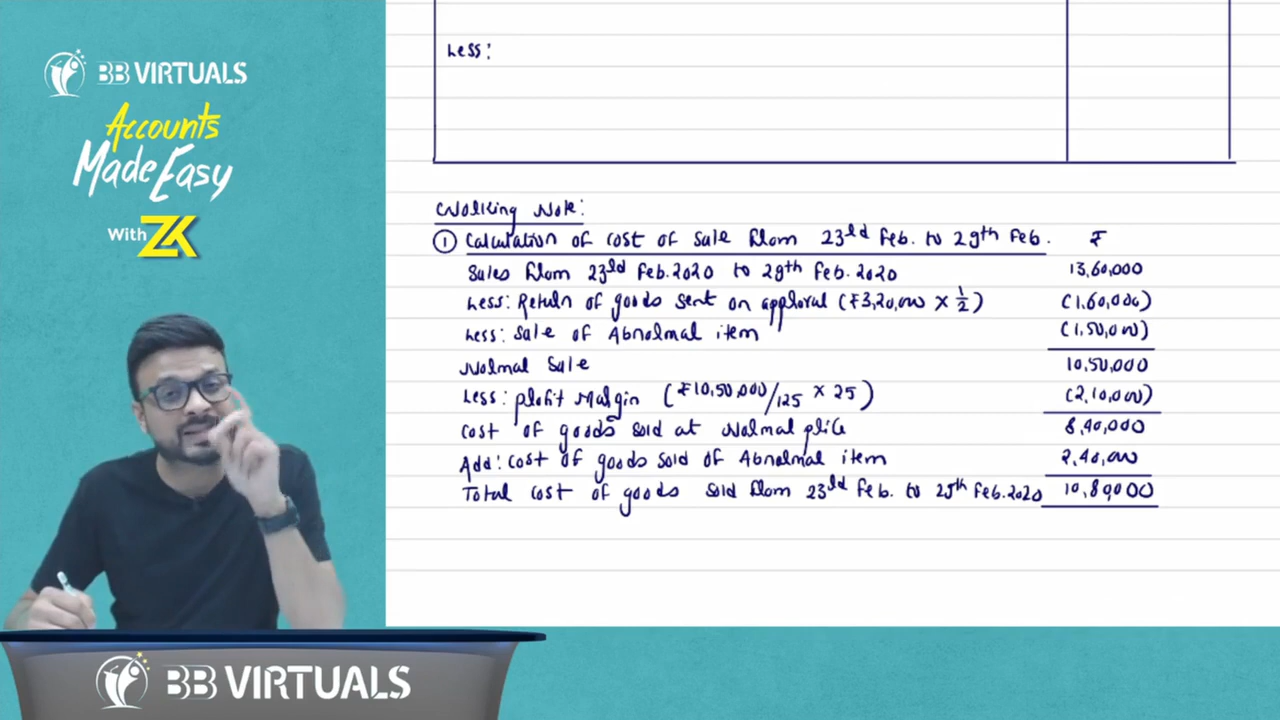 BB VIRTUALS
Accounts
Made Easy
With ZK
Less:
Working Note:
① Calculation of cost of sale from 23rd Feb. to 29th Feb. ₹
Sales from 23rd Feb.2020 to 29th Feb.2020 13,60,000
Less: Return of goods sent on approval (₹3,20,000 × 1/2) (1,60,000)
Less: Sale of Abnormal item (1,50,000)
Normal Sale 10,50,000
Less: profit Margin (₹10,50,000/125 × 25) (2,10,000)
Cost of goods sold at Normal price 8,40,000
Add: Cost of goods sold of Abnormal item 2,40,000
Total cost of goods sold from 23rd Feb. to 29th Feb.2020 10,80,000
BB VIRTUALS